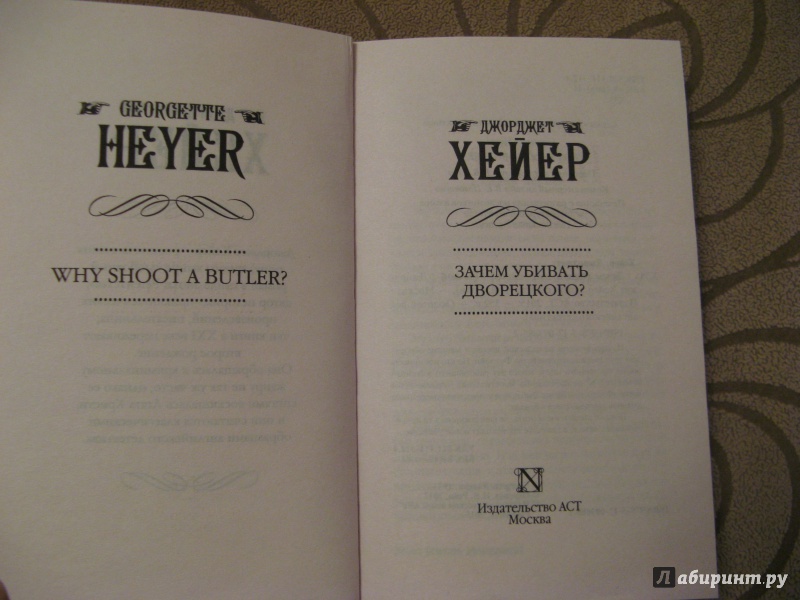 GEORGETTE
HEYER
WHY SHOOT A BUTLER?
ДЖОРДЖЕТ
ХЕЙЕР
ЗАЧЕМ УБИВАТЬ
ДВОРЕЦКОГО?
N
Издательство АСТ
Москва
Лабиринт.ру